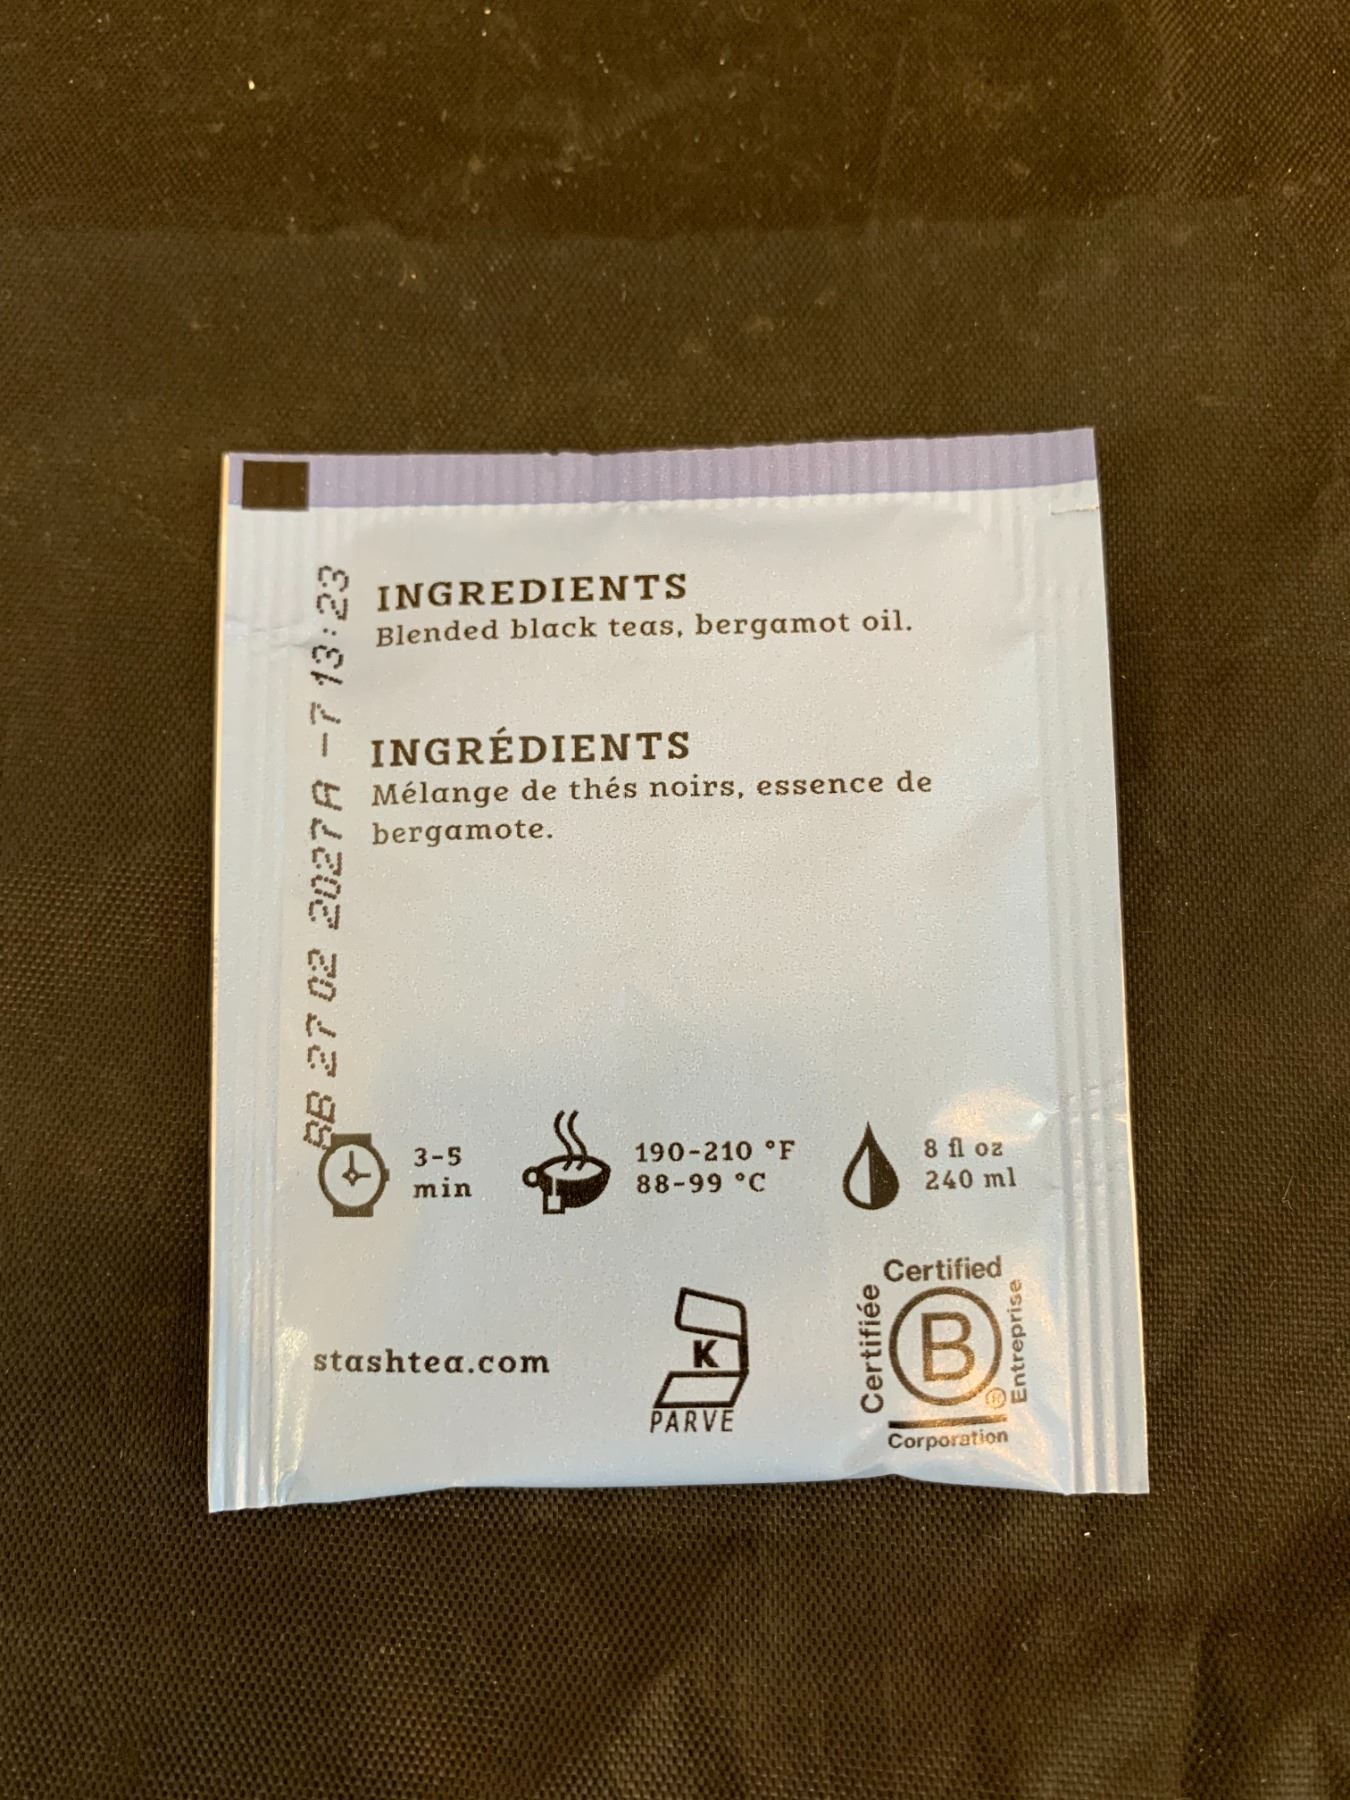 BB 27 02 2027A -7 13:23
INGREDIENTS
Blended black teas, bergamot oil.
INGRÉDIENTS
Mélange de thés noirs, essence de
bergamote.
3-5
min
190-210 °F
88-99 °C
8 fl oz
240 ml
stashtea.com
K
PARVE
Certified
Certifiée
B
®
Entreprise
Corporation